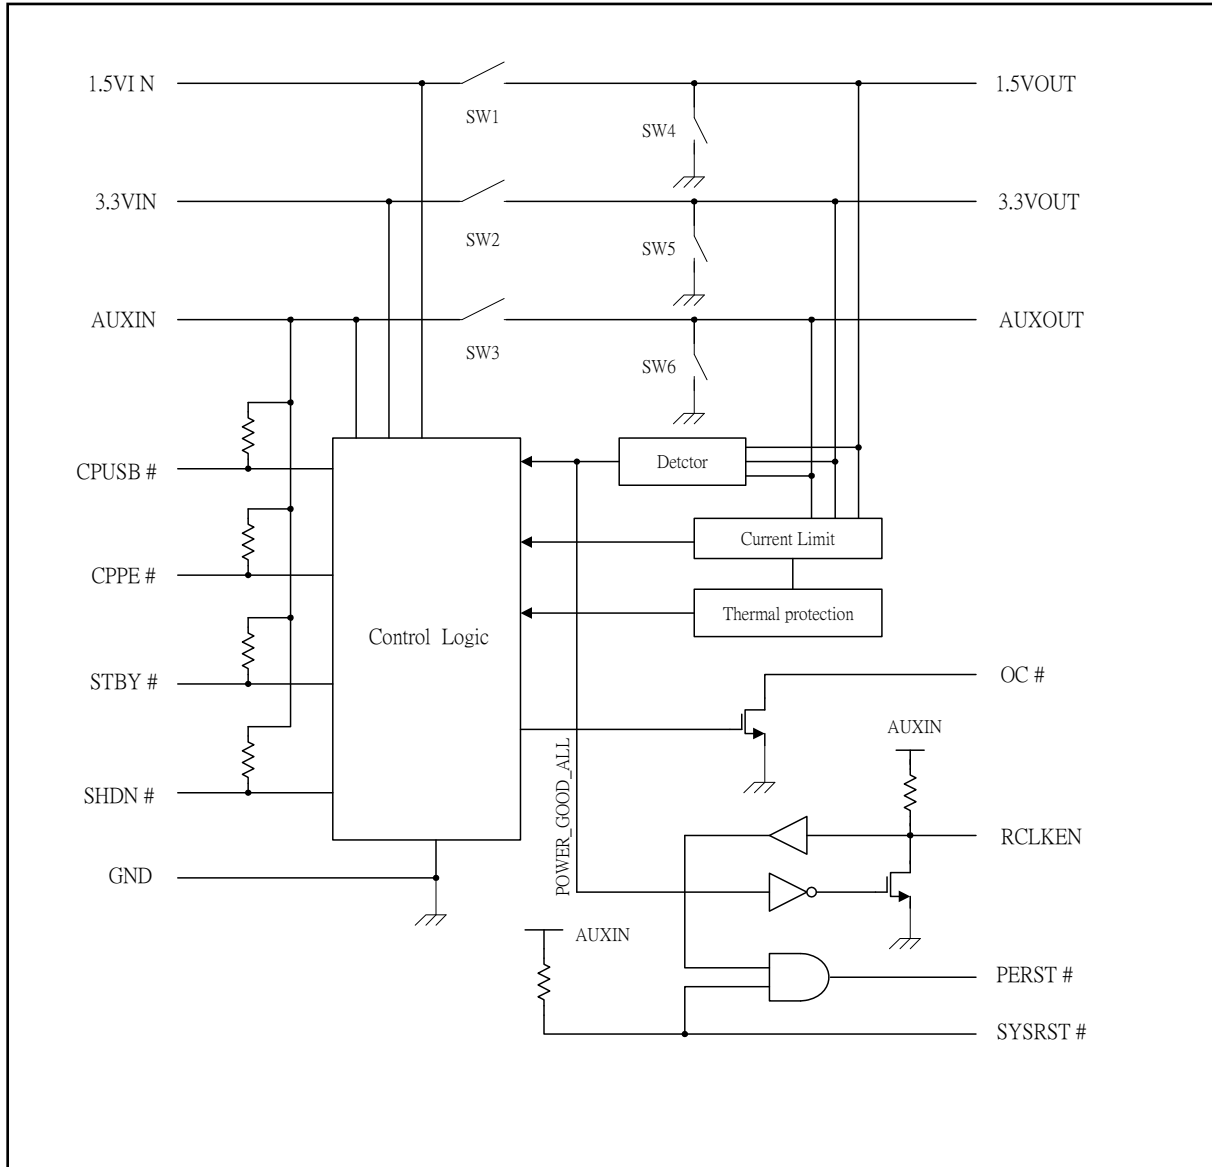 1.5VI N
1.5VOUT
SW1
SW4
3.3VIN
3.3VOUT
SW2
SW5
AUXIN
AUXOUT
SW3
SW6
CPUSB #
Detctor
Current Limit
CPPE #
Thermal protection
Control Logic
STBY #
OC #
AUXIN
POWER_GOOD_ALL
SHDN #
RCLKEN
GND
AUXIN
PERST #
SYSRST #